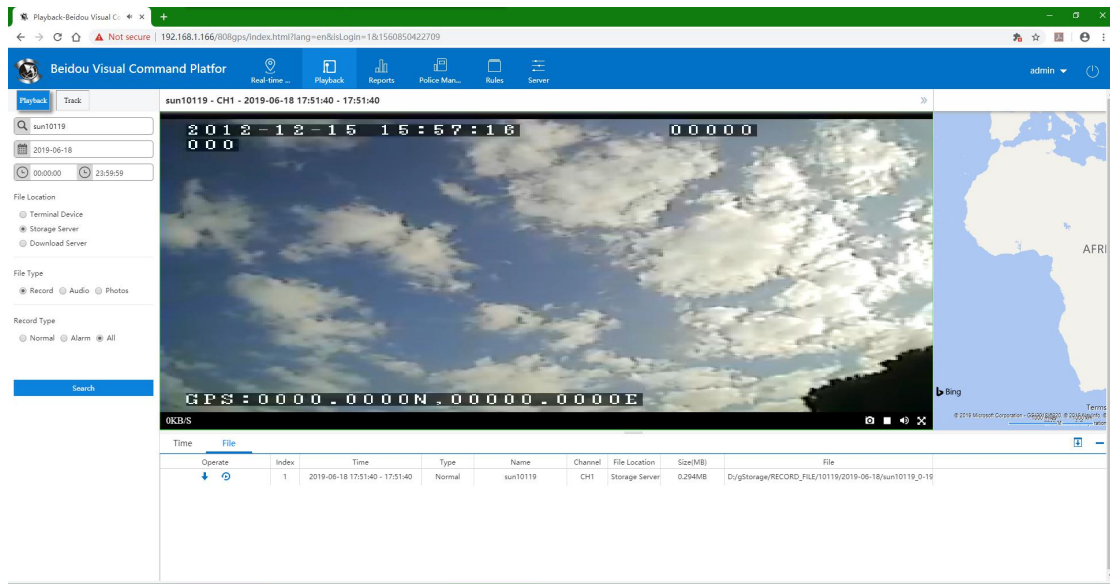 Playback-Beidou Visual Co
Not secure | 192.168.1.166/808gps/index.html?lang=en&isLogin=1&1560850422709
Beidou Visual Command Platfor
Real-time ...
Playback
Reports
Police Man...
Rules
Server
admin
Playback Track
sun10119 - CH1 - 2019-06-18 17:51:40 - 17:51:40
sun10119
2019-06-18
00:00:00 23:59:59
File Location
Terminal Device
Storage Server
Download Server
File Type
Record Audio Photos
Record Type
Normal Alarm All
Search
2012-12-15 15:57:16 00000
000
GPS:0000.0000N,00000.0000E
0KB/S
AFRI
Bing
Terms
© 2019 Microsoft Corporation
Time File
Operate Index Time Type Name Channel File Location Size(MB) File
1 2019-06-18 17:51:40 - 17:51:40 Normal sun10119 CH1 Storage Server 0.294MB D:/gStorage/RECORD_FILE/10119/2019-06-18/sun10119_0-19